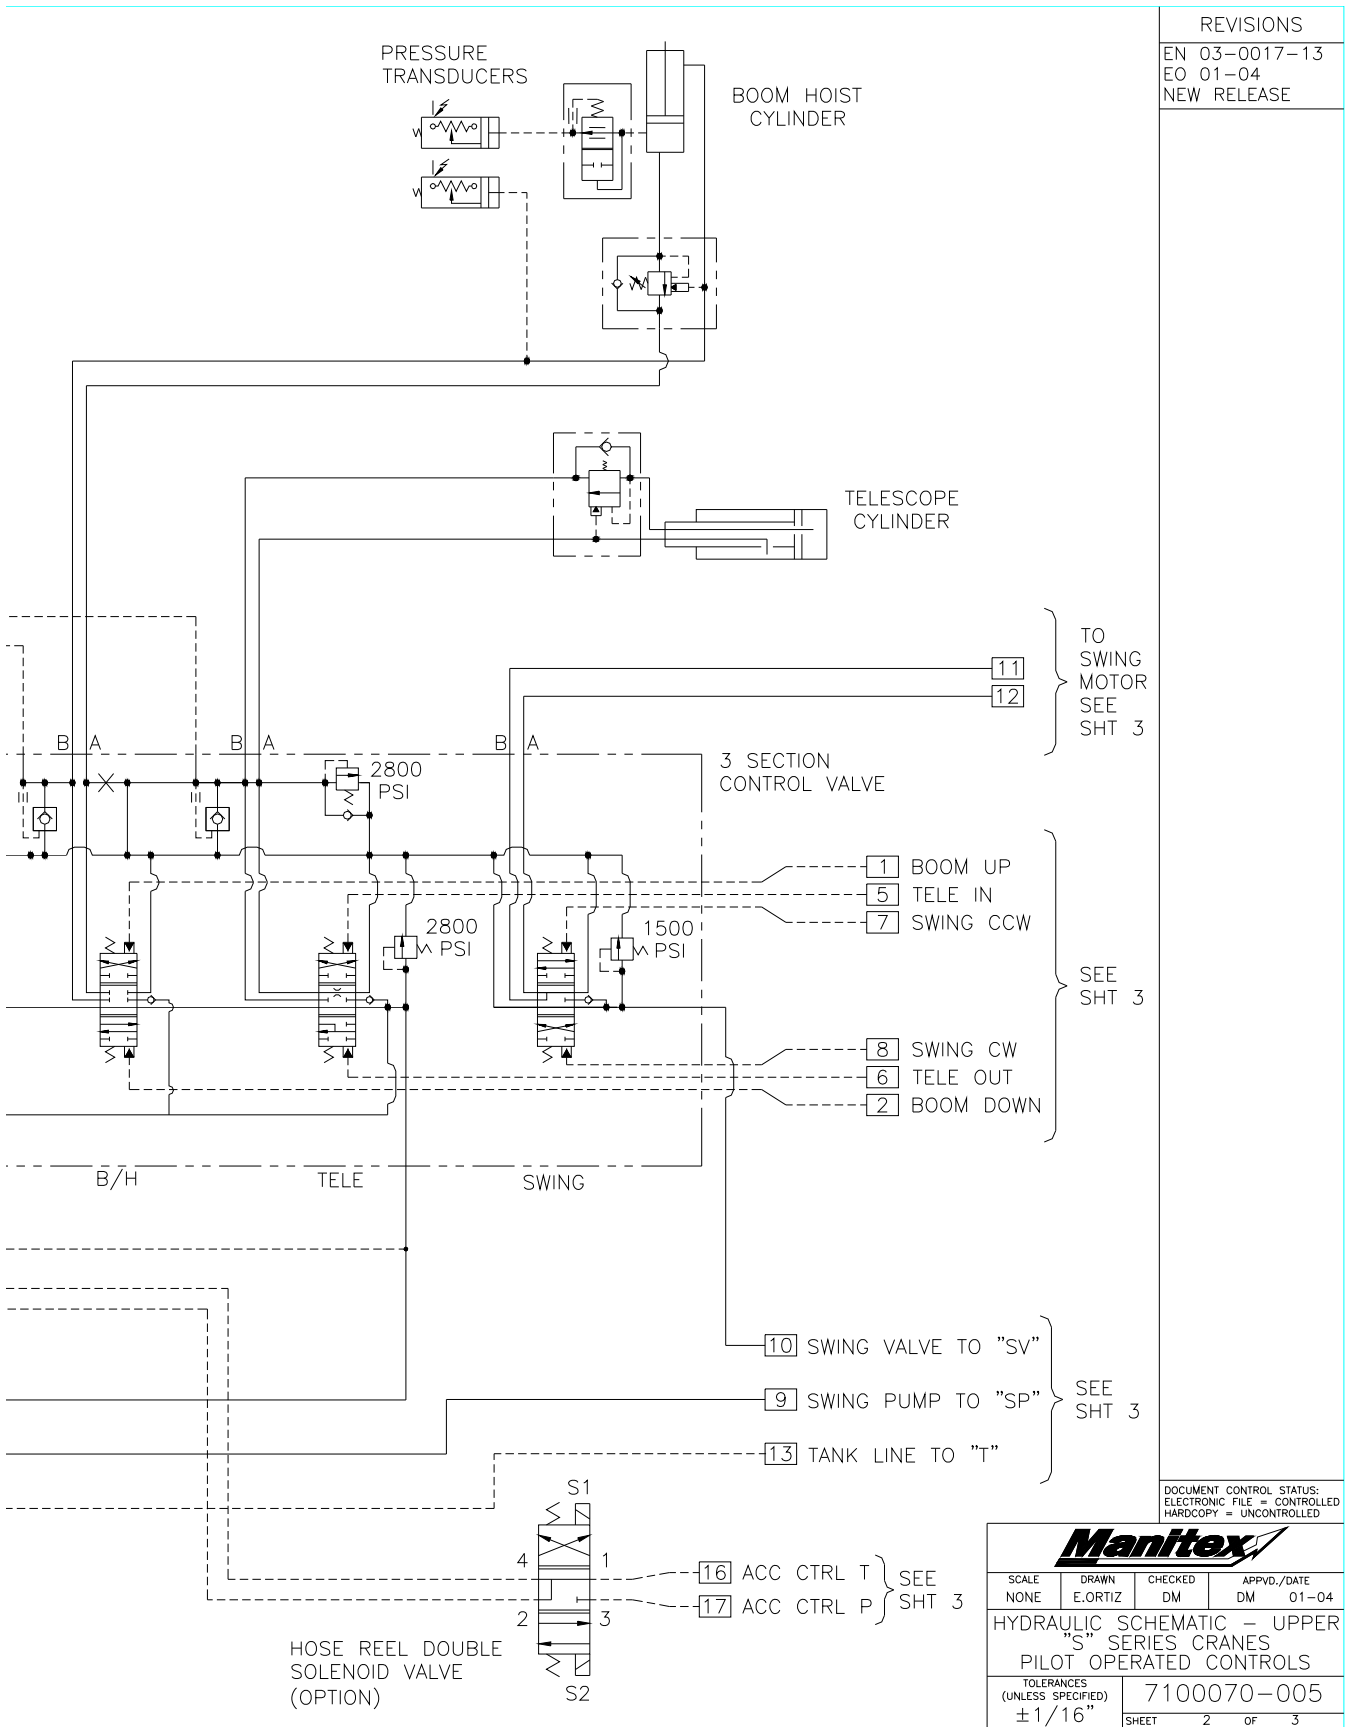 REVISIONS
EN 03-0017-13
EO 01-04
NEW RELEASE
PRESSURE
TRANSDUCERS
BOOM HOIST
CYLINDER
TELESCOPE
CYLINDER
TO
SWING
MOTOR
SEE
SHT 3
11
12
B A
B A
B A
3 SECTION
CONTROL VALVE
2800
PSI
2800
PSI
1500
PSI
1 BOOM UP
5 TELE IN
7 SWING CCW
SEE
SHT 3
8 SWING CW
6 TELE OUT
2 BOOM DOWN
B/H
TELE
SWING
10 SWING VALVE TO "SV"
9 SWING PUMP TO "SP"
13 TANK LINE TO "T"
SEE
SHT 3
S1
4 1
2 3
S2
16 ACC CTRL T
17 ACC CTRL P
SEE
SHT 3
HOSE REEL DOUBLE
SOLENOID VALVE
(OPTION)
DOCUMENT CONTROL STATUS:
ELECTRONIC FILE = CONTROLLED
HARDCOPY = UNCONTROLLED
Manitex
SCALE DRAWN CHECKED APPVD./DATE
NONE E.ORTIZ DM DM 01-04
HYDRAULIC SCHEMATIC - UPPER
"S" SERIES CRANES
PILOT OPERATED CONTROLS
TOLERANCES
(UNLESS SPECIFIED)
±1/16"
7100070-005
SHEET 2 OF 3